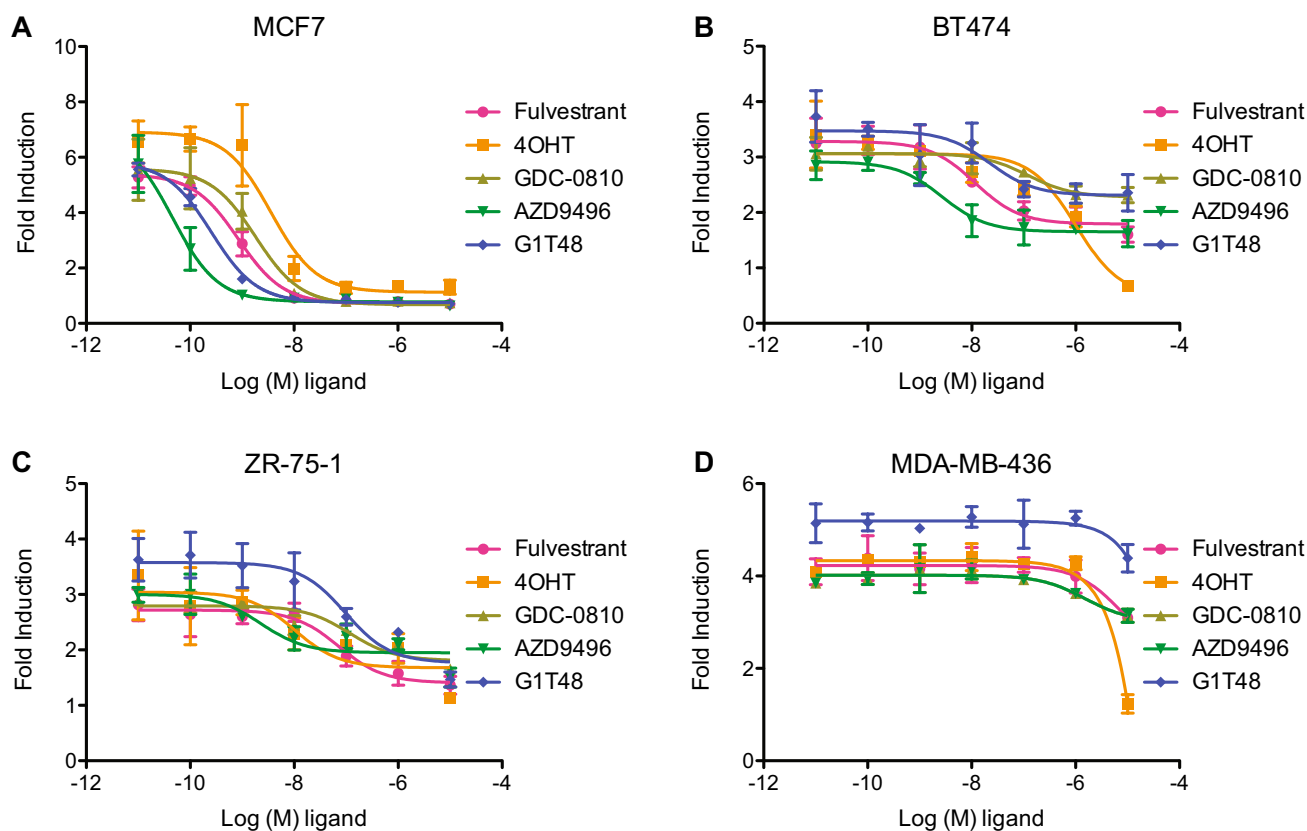 A
MCF7
Fold Induction
10
8
6
4
2
0
-12
-10
-8
-6
-4
Log (M) ligand
Fulvestrant
4OHT
GDC-0810
AZD9496
G1T48
B
BT474
Fold Induction
5
4
3
2
1
0
-12
-10
-8
-6
-4
Log (M) ligand
Fulvestrant
4OHT
GDC-0810
AZD9496
G1T48
C
ZR-75-1
Fold Induction
5
4
3
2
1
0
-12
-10
-8
-6
-4
Log (M) ligand
Fulvestrant
4OHT
GDC-0810
AZD9496
G1T48
D
MDA-MB-436
Fold Induction
6
4
2
0
-12
-10
-8
-6
-4
Log (M) ligand
Fulvestrant
4OHT
GDC-0810
AZD9496
G1T48